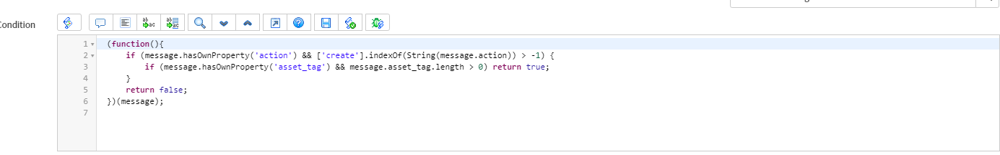 Condition
1 (function(){
2 if (message.hasOwnProperty('action') && ['create'].indexOf(String(message.action)) > -1) {
3 if (message.hasOwnProperty('asset_tag') && message.asset_tag.length > 0) return true;
4 }
5 return false;
6 })(message);
7